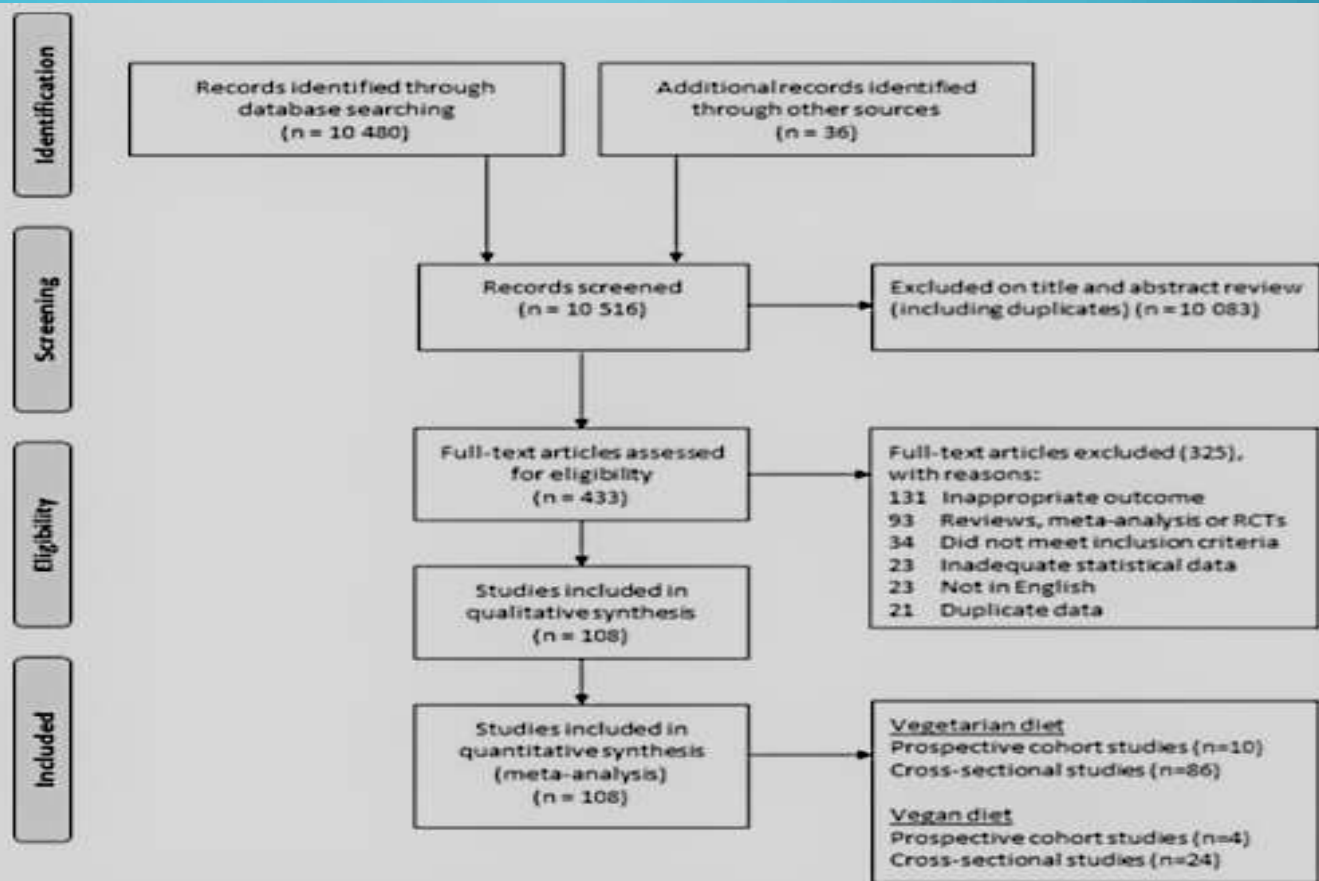 Identification
Records identified through
database searching
(n = 10 480)
Additional records identified
through other sources
(n = 36)
Screening
Records screened
(n = 10 516)
Excluded on title and abstract review
(including duplicates) (n = 10 083)
Eligibility
Full-text articles assessed
for eligibility
(n = 433)
Full-text articles excluded (325),
with reasons:
131 Inappropriate outcome
93 Reviews, meta-analysis or RCTs
34 Did not meet inclusion criteria
23 Inadequate statistical data
23 Not in English
21 Duplicate data
Studies included in
qualitative synthesis
(n = 108)
Included
Studies included in
quantitative synthesis
(meta-analysis)
(n = 108)
Vegetarian diet
Prospective cohort studies (n=10)
Cross-sectional studies (n=86)
Vegan diet
Prospective cohort studies (n=4)
Cross-sectional studies (n=24)